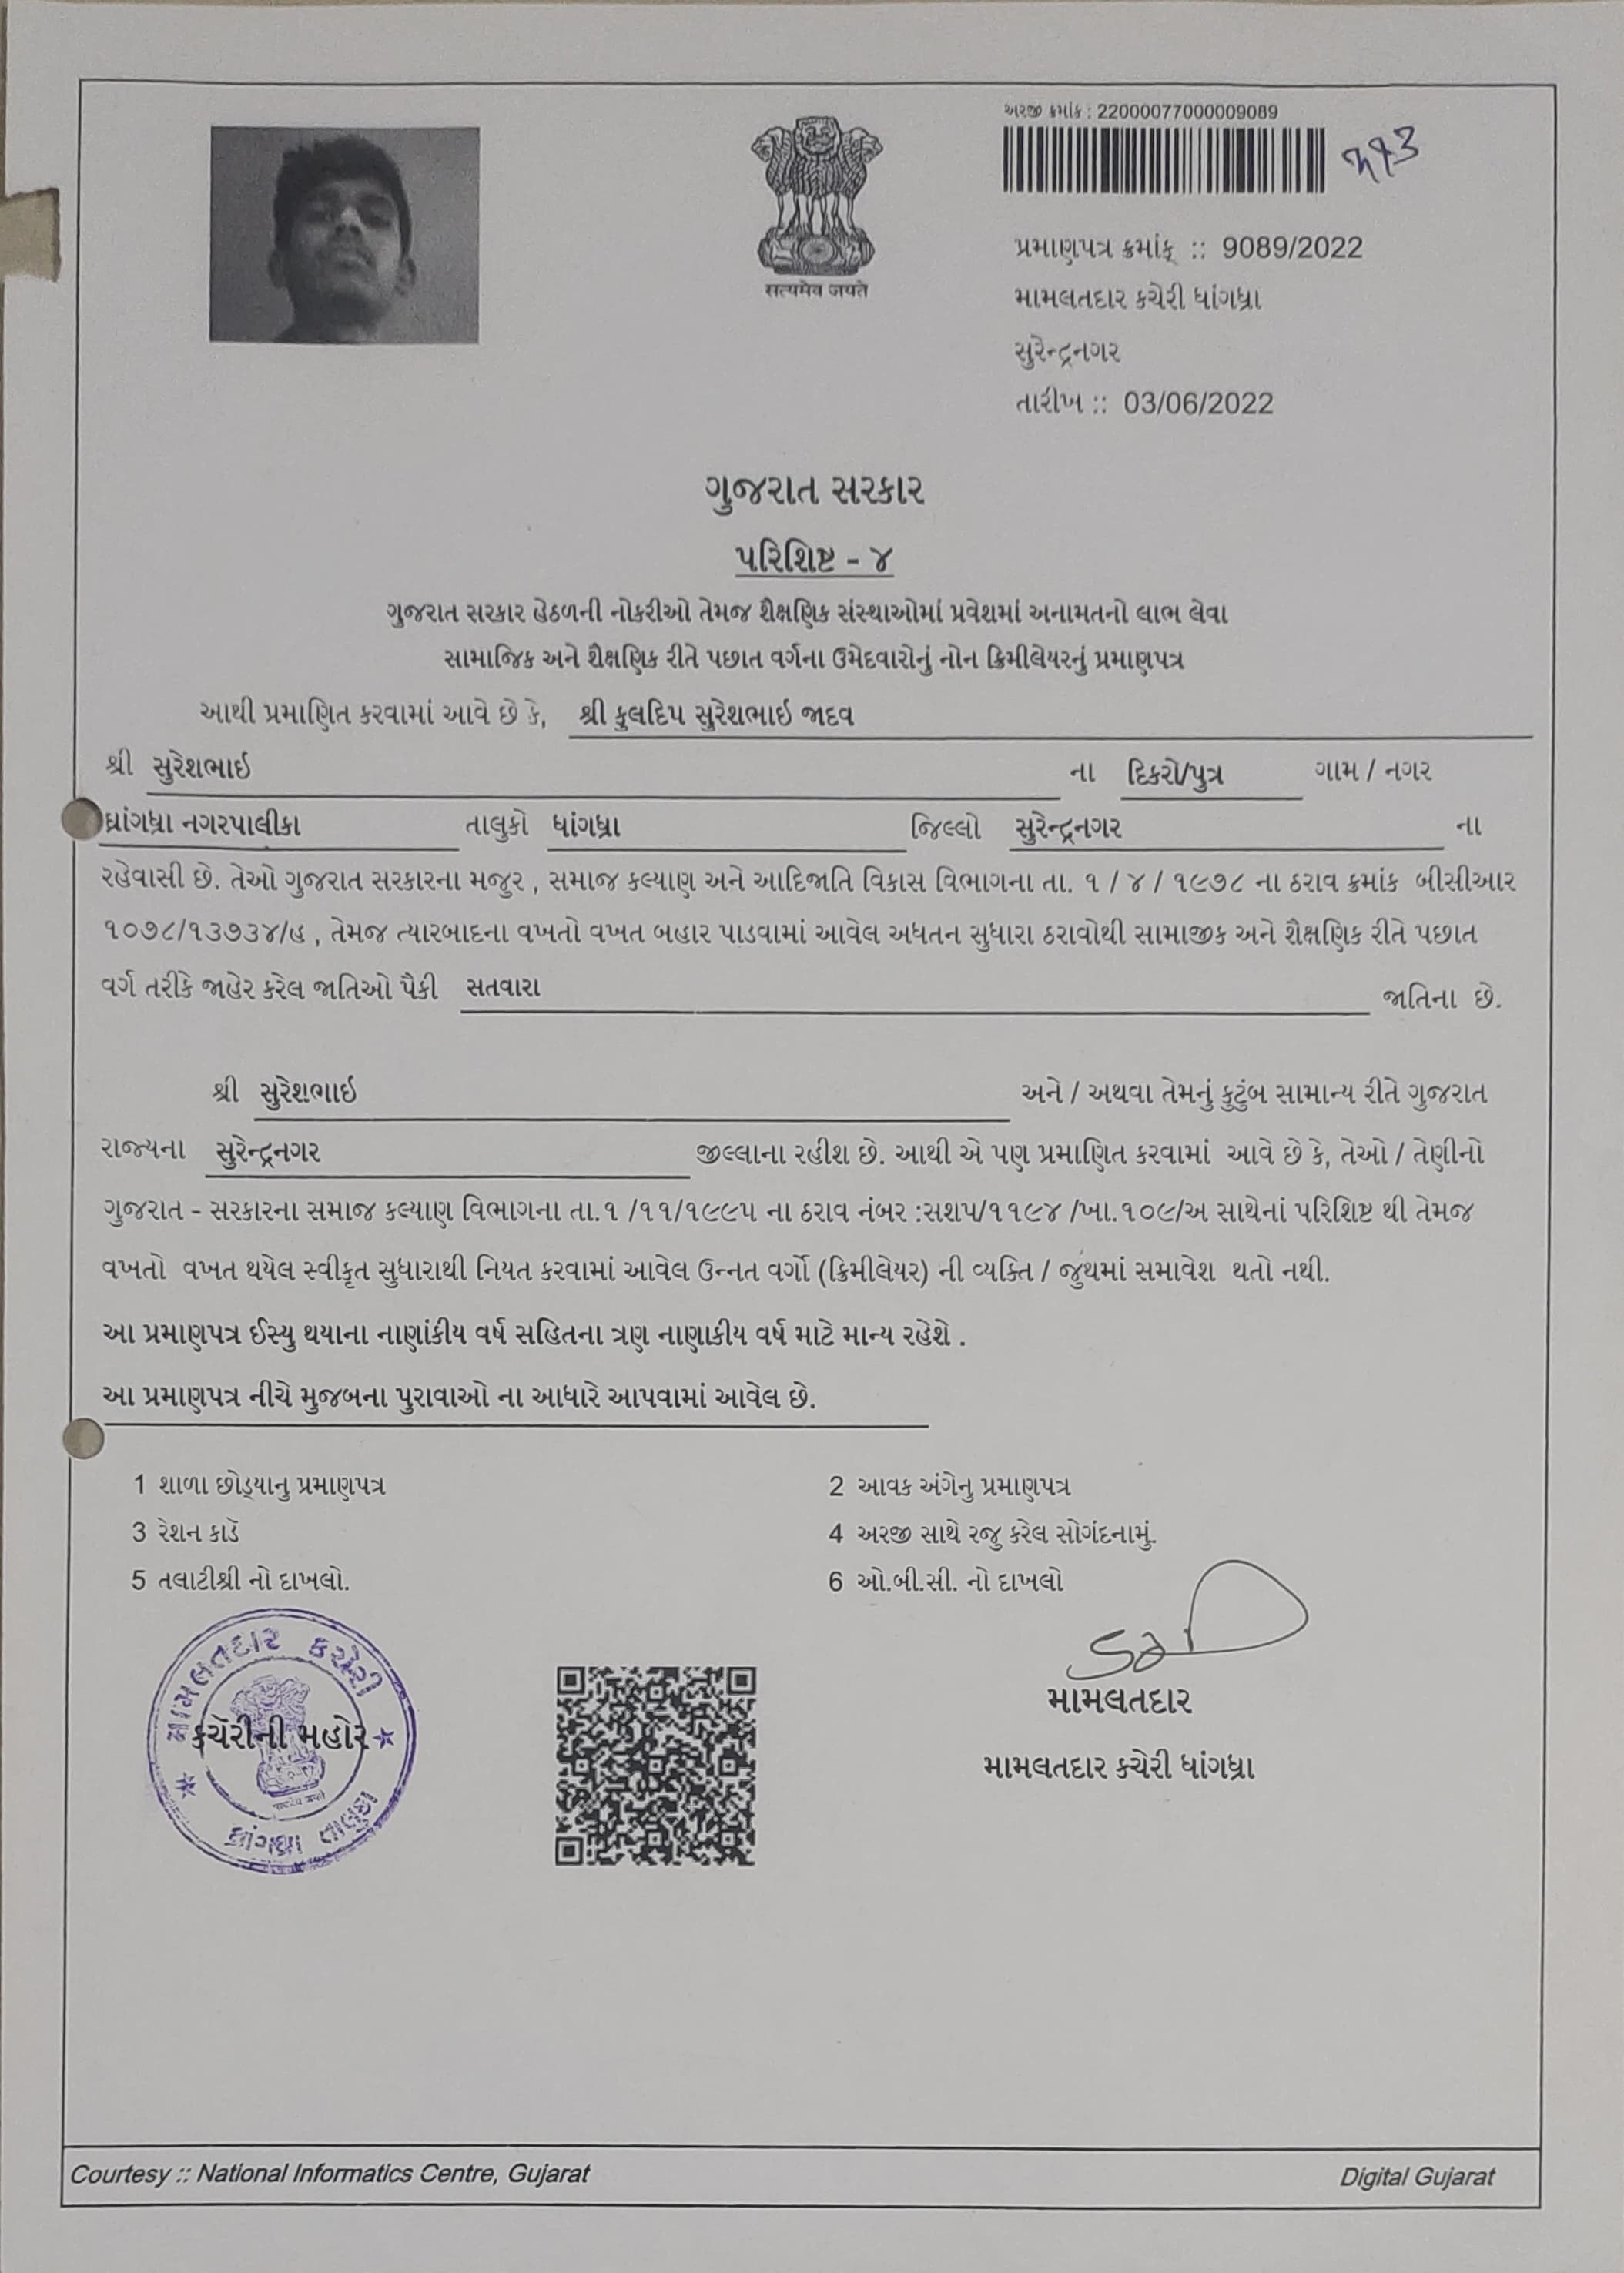 અરજી ક્રમાંક : 22000077000009089
393
सत्यमेव जयते
પ્રમાણપત્ર ક્રમાંક :: 9089/2022
મામલતદાર કચેરી ધાંગધ્રા
સુરેન્દ્રનગર
તારીખ :: 03/06/2022
ગુજરાત સરકાર
પરિશિષ્ટ - ૪
ગુજરાત સરકાર હેઠળની નોકરીઓ તેમજ શૈક્ષણિક સંસ્થાઓમાં પ્રવેશમાં અનામતનો લાભ લેવા
સામાજિક અને શૈક્ષણિક રીતે પછાત વર્ગના ઉમેદવારોનું નોન ક્રિમીલેયરનું પ્રમાણપત્ર
આથી પ્રમાણિત કરવામાં આવે છે કે, શ્રી કુલદિપ સુરેશભાઇ જાદવ
શ્રી સુરેશભાઇ ના દિકરો/પુત્ર ગામ / નગર
ધ્રાંગધ્રા નગરપાલીકા તાલુકો ધાંગધ્રા જિલ્લો સુરેન્દ્રનગર ના
રહેવાસી છે. તેઓ ગુજરાત સરકારના મજુર , સમાજ કલ્યાણ અને આદિજાતિ વિકાસ વિભાગના તા. ૧ / ૪ / ૧૯૭૮ ના ઠરાવ ક્રમાંક બીસીઆર
૧૦૭૮/૧૩૭૩૪/હ , તેમજ ત્યારબાદના વખતો વખત બહાર પાડવામાં આવેલ અધતન સુધારા ઠરાવોથી સામાજીક અને શૈક્ષણિક રીતે પછાત
વર્ગ તરીકે જાહેર કરેલ જાતિઓ પૈકી સતવારા જાતિના છે.
શ્રી સુરેશભાઇ અને / અથવા તેમનું કુટુંબ સામાન્ય રીતે ગુજરાત
રાજ્યના સુરેન્દ્રનગર જીલ્લાના રહીશ છે. આથી એ પણ પ્રમાણિત કરવામાં આવે છે કે, તેઓ / તેણીનો
ગુજરાત - સરકારના સમાજ કલ્યાણ વિભાગના તા.૧ /૧૧/૧૯૯૫ ના ઠરાવ નંબર :સશપ/૧૧૯૪ /ખા.૧૦૯/અ સાથેનાં પરિશિષ્ટ થી તેમજ
વખતો વખત થયેલ સ્વીકૃત સુધારાથી નિયત કરવામાં આવેલ ઉન્નત વર્ગો (ક્રિમીલેયર) ની વ્યક્તિ / જુથમાં સમાવેશ થતો નથી.
આ પ્રમાણપત્ર ઈસ્યુ થયાના નાણાંકીય વર્ષ સહિતના ત્રણ નાણાકીય વર્ષ માટે માન્ય રહેશે .
આ પ્રમાણપત્ર નીચે મુજબના પુરાવાઓ ના આધારે આપવામાં આવેલ છે.
1 શાળા છોડ્યાનુ પ્રમાણપત્ર 2 આવક અંગેનુ પ્રમાણપત્ર
3 રેશન કાર્ડ 4 અરજી સાથે રજુ કરેલ સોગંદનામું.
5 તલાટીશ્રી નો દાખલો. 6 ઓ.બી.સી. નો દાખલો
મામલતદાર કચેરી
કચેરીની મહોર
ધ્રાંગધ્રા તાલુકા
મામલતદાર
મામલતદાર કચેરી ધાંગધ્રા
Courtesy :: National Informatics Centre, Gujarat Digital Gujarat